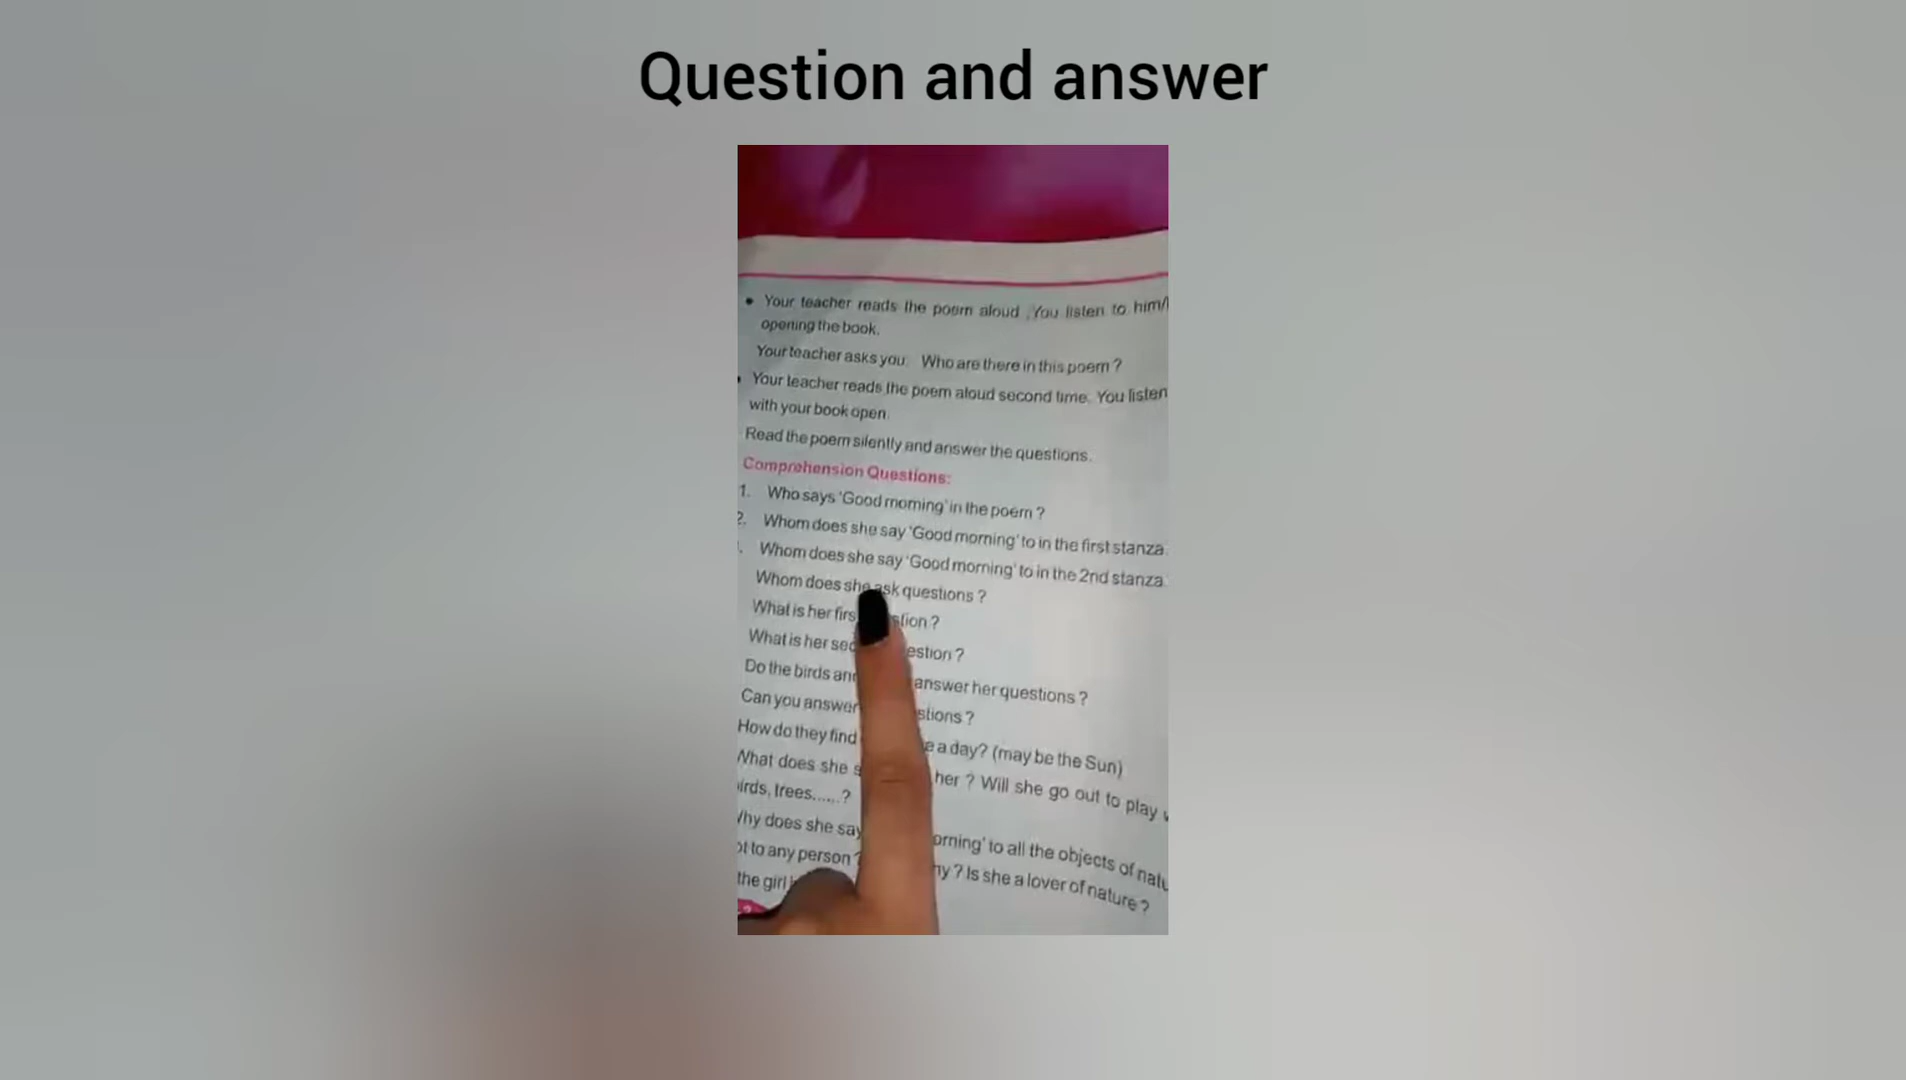 Question and answer
• Your teacher reads the poem aloud. You listen to him/
opening the book.
Your teacher asks you. Who are there in this poem ?
• Your teacher reads the poem aloud second time. You listen
with your book open.
Read the poem silently and answer the questions.
Comprehension Questions:
1. Who says 'Good morning' in the poem ?
2. Whom does she say 'Good morning' to in the first stanza
Whom does she say 'Good morning' to in the 2nd stanza
Whom does she ask questions ?
What is her firs tion ?
What is her sec estion ?
Do the birds an answer her questions ?
Can you answer stions ?
How do they find e a day? (may be the Sun)
What does she s her ? Will she go out to play
irds, trees......?
Why does she say orning' to all the objects of natu
ot to any person ? ny ? Is she a lover of nature ?
the girl